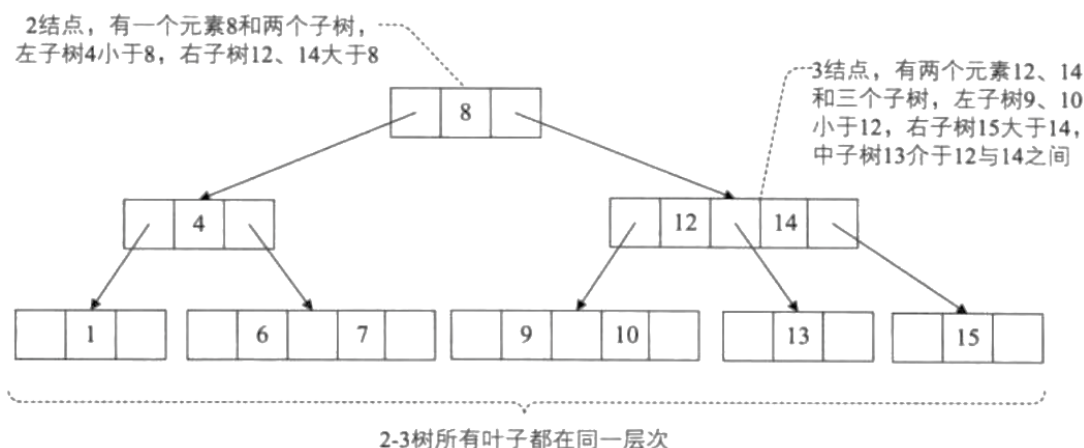 2结点，有一个元素8和两个子树，
左子树4小于8，右子树12、14大于8
3结点，有两个元素12、14
和三个子树，左子树9、10
小于12，右子树15大于14，
中子树13介于12与14之间
8
4
12 14
1 6 7 9 10 13 15
2-3树所有叶子都在同一层次